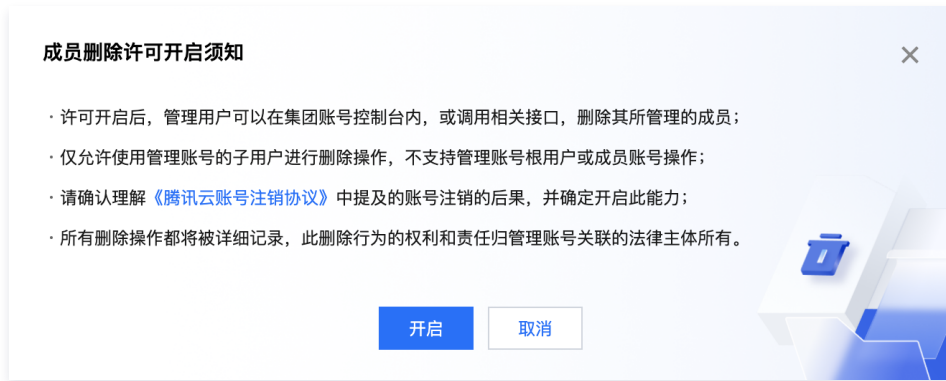 成员删除许可开启须知
· 许可开启后，管理用户可以在集团账号控制台内，或调用相关接口，删除其所管理的成员；
· 仅允许使用管理账号的子用户进行删除操作，不支持管理账号根用户或成员账号操作；
· 请确认理解《腾讯云账号注销协议》中提及的账号注销的后果，并确定开启此能力；
· 所有删除操作都将被详细记录，此删除行为的权利和责任归管理账号关联的法律主体所有。
开启
取消